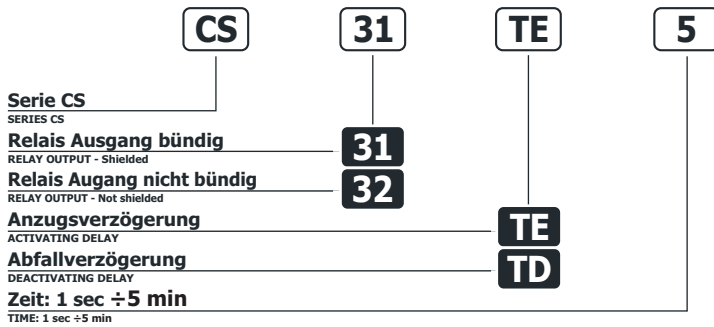 CS 31 TE 5
Serie CS
SERIES CS
Relais Ausgang bündig 31
RELAY OUTPUT - Shielded
Relais Augang nicht bündig 32
RELAY OUTPUT - Not shielded
Anzugsverzögerung TE
ACTIVATING DELAY
Abfallverzögerung TD
DEACTIVATING DELAY
Zeit: 1 sec ÷5 min
TIME: 1 sec ÷5 min